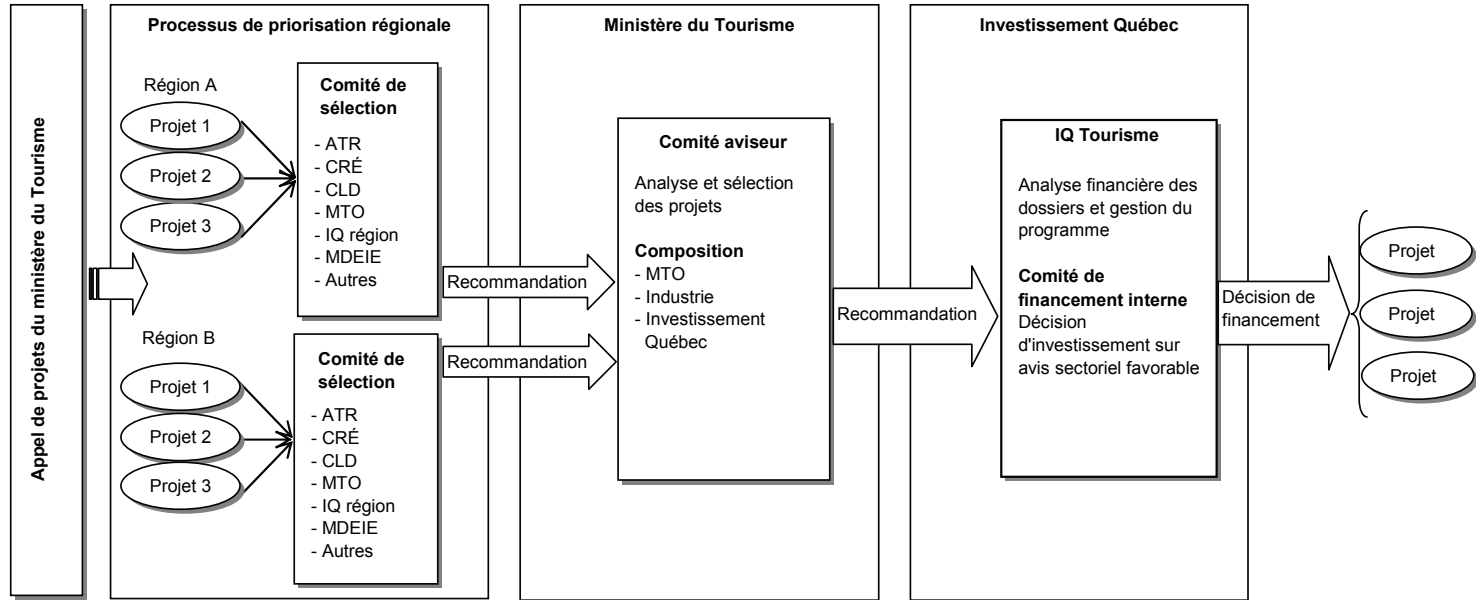 Appel de projets du ministère du Tourisme
Processus de priorisation régionale
Région A
Projet 1
Projet 2
Projet 3
Comité de
sélection
- ATR
- CRÉ
- CLD
- MTO
- IQ région
- MDEIE
- Autres
Recommandation
Région B
Projet 1
Projet 2
Projet 3
Comité de
sélection
- ATR
- CRÉ
- CLD
- MTO
- IQ région
- MDEIE
- Autres
Recommandation
Ministère du Tourisme
Comité aviseur
Analyse et sélection
des projets
Composition
- MTO
- Industrie
- Investissement
Québec
Recommandation
Investissement Québec
IQ Tourisme
Analyse financière des
dossiers et gestion du
programme
Comité de
financement interne
Décision
d'investissement sur
avis sectoriel favorable
Décision de
financement
Projet
Projet
Projet